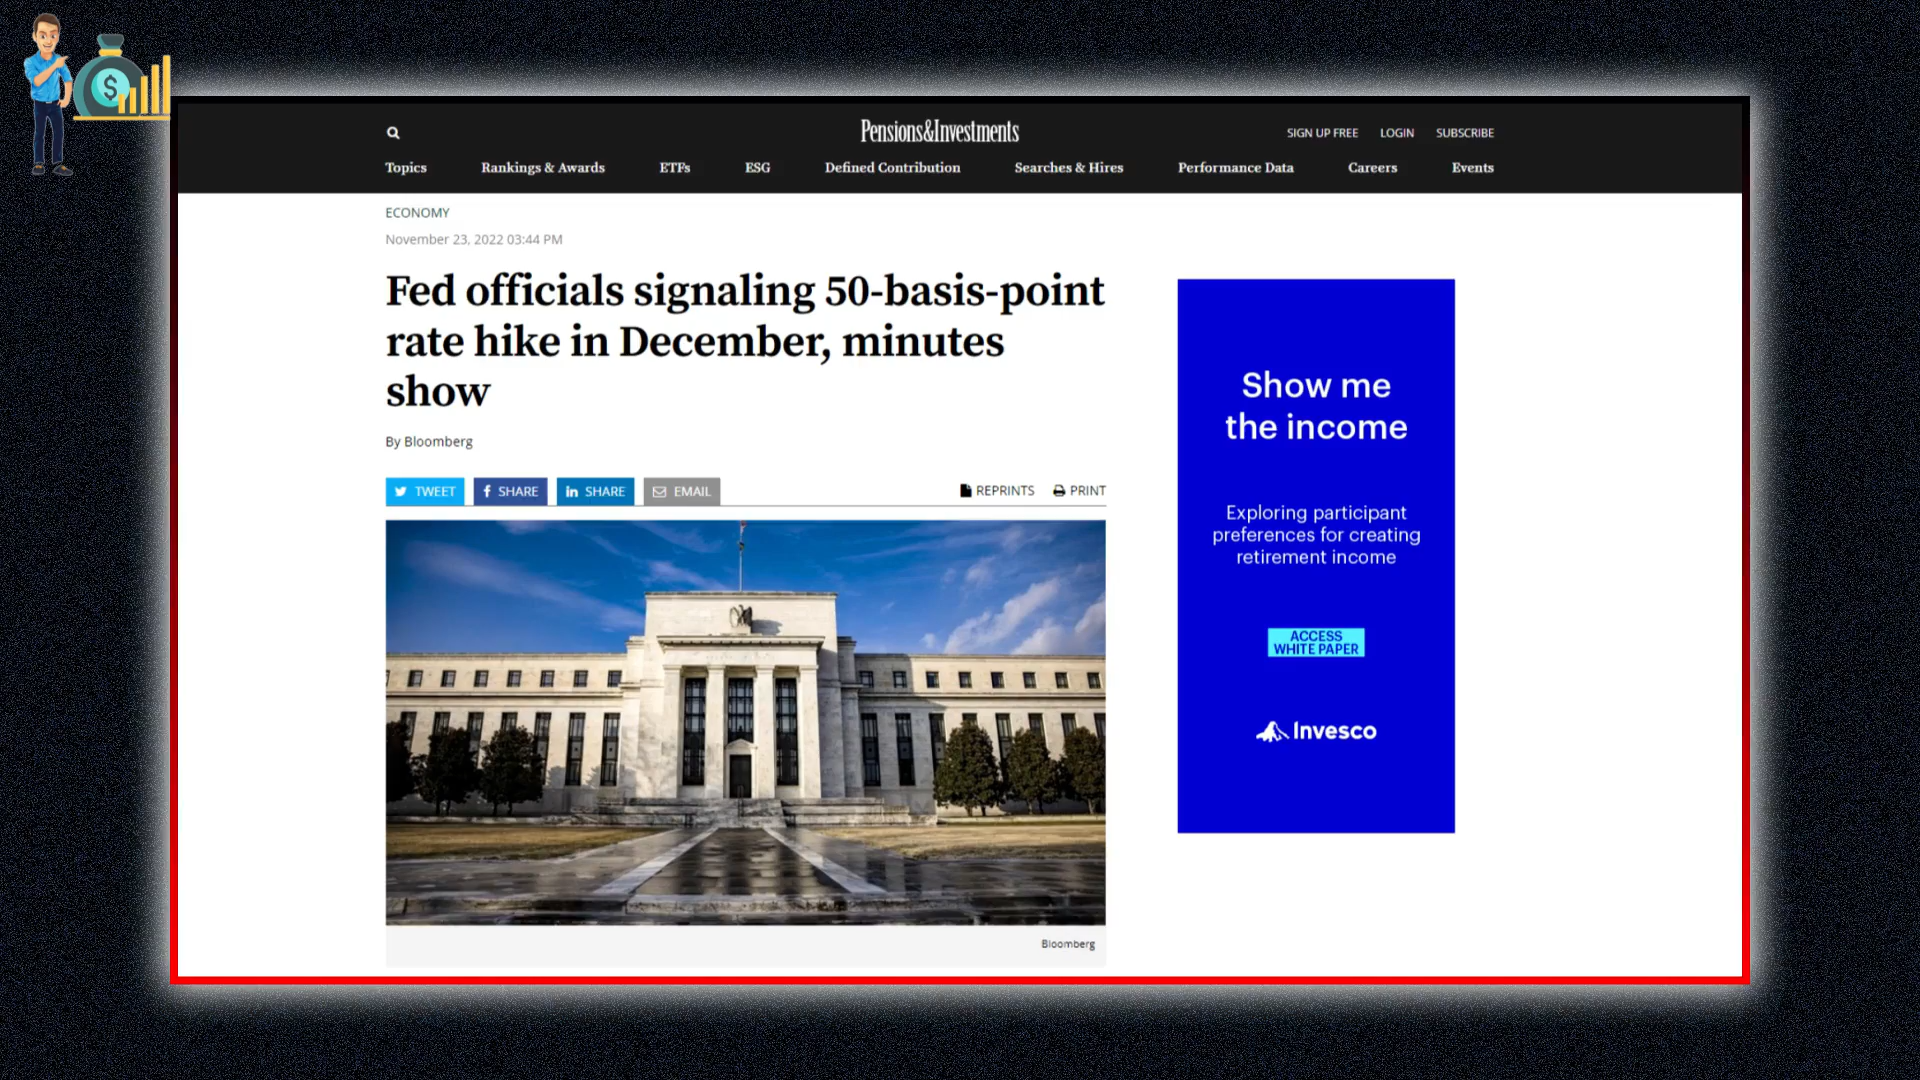 $
Pensions&Investments
SIGN UP FREE LOGIN SUBSCRIBE
Topics Rankings & Awards ETFs ESG Defined Contribution Searches & Hires Performance Data Careers Events
ECONOMY
November 23, 2022 03:44 PM
Fed officials signaling 50-basis-point
rate hike in December, minutes
show
By Bloomberg
TWEET SHARE in SHARE EMAIL REPRINTS PRINT
Bloomberg
Show me
the income
Exploring participant
preferences for creating
retirement income
ACCESS
WHITE PAPER
Invesco